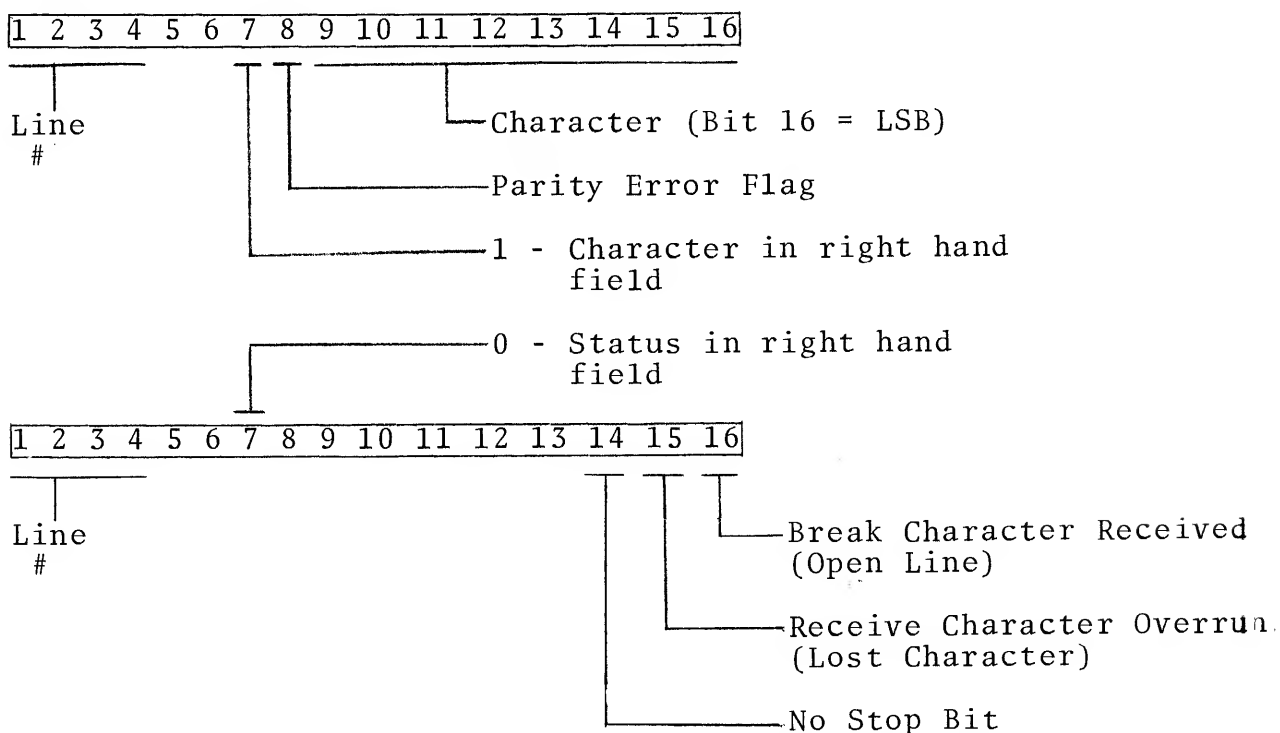 1 2 3 4 5 6 7 8 9 10 11 12 13 14 15 16
Line
#
Character (Bit 16 = LSB)
Parity Error Flag
1 - Character in right hand
field
0 - Status in right hand
field
1 2 3 4 5 6 7 8 9 10 11 12 13 14 15 16
Line
#
Break Character Received
(Open Line)
Receive Character Overrun
(Lost Character)
No Stop Bit